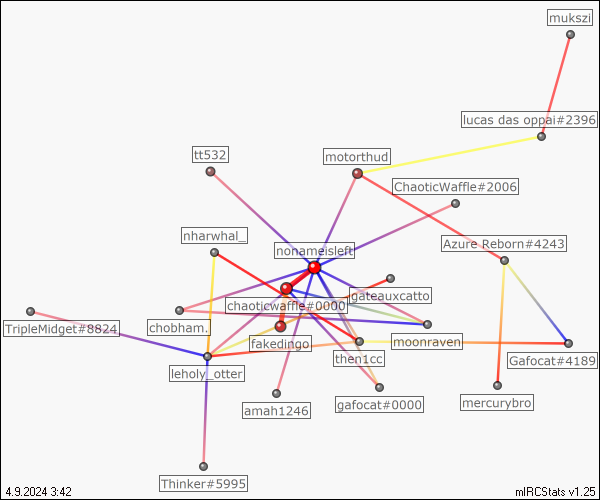 mukszi
lucas das oppai#2396
tt532
motorthud
ChaoticWaffle#2006
nharwhal_
Azure Reborn#4243
nonameisleft
gateauxcatto
chaoticwaffle_#0000
TripleMidget#8824
chobham.
fakedingo
moonraven
then1cc
Gafocat#4189
leholy_otter
amah1246
gafocat#0000
mercurybro
Thinker#5995
4.9.2024 3:42
mIRCStats v1.25